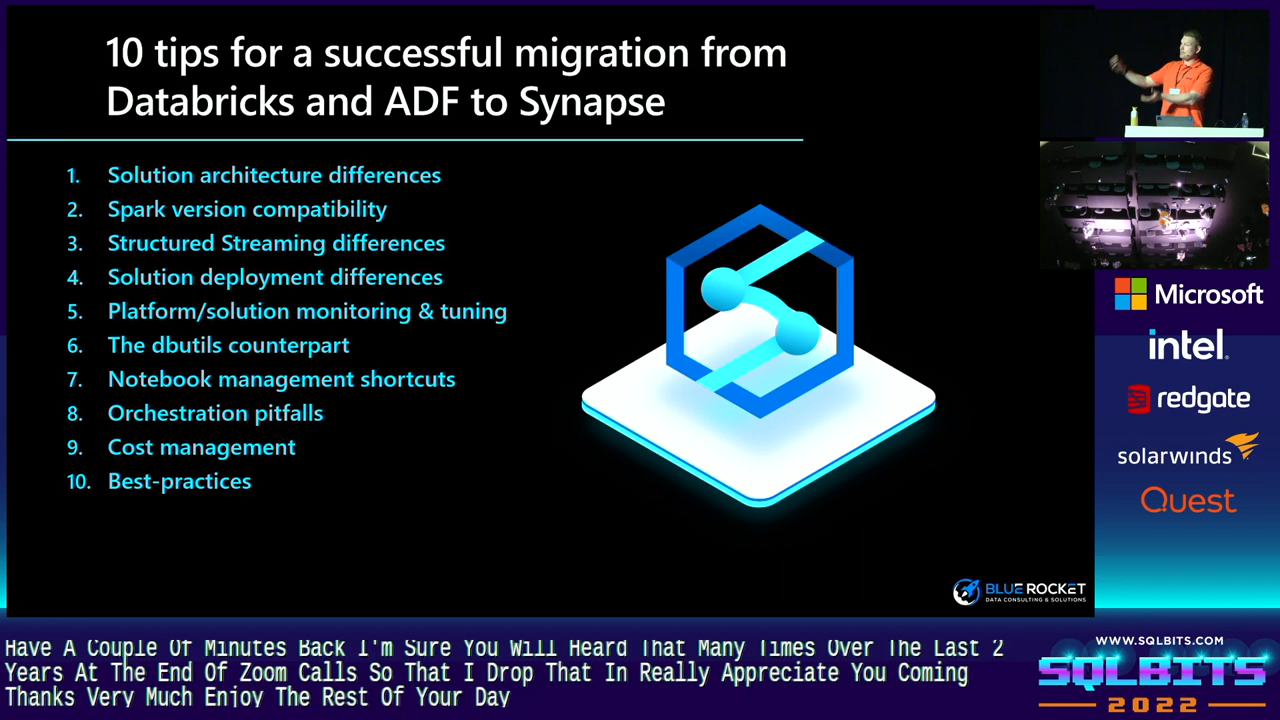 10 tips for a successful migration from
Databricks and ADF to Synapse
1. Solution architecture differences
2. Spark version compatibility
3. Structured Streaming differences
4. Solution deployment differences
5. Platform/solution monitoring & tuning
6. The dbutils counterpart
7. Notebook management shortcuts
8. Orchestration pitfalls
9. Cost management
10. Best-practices
BLUE ROCKET
DATA CONSULTING & SOLUTIONS
Microsoft
intel.
redgate
solarwinds
Quest
WWW.SQLBITS.COM
SQLBITS
2022
Have A Couple Of Minutes Back I'm Sure You Will Heard That Many Times Over The Last 2
Years At The End Of Zoom Calls So That I Drop That In Really Appreciate You Coming
Thanks Very Much Enjoy The Rest Of Your Day